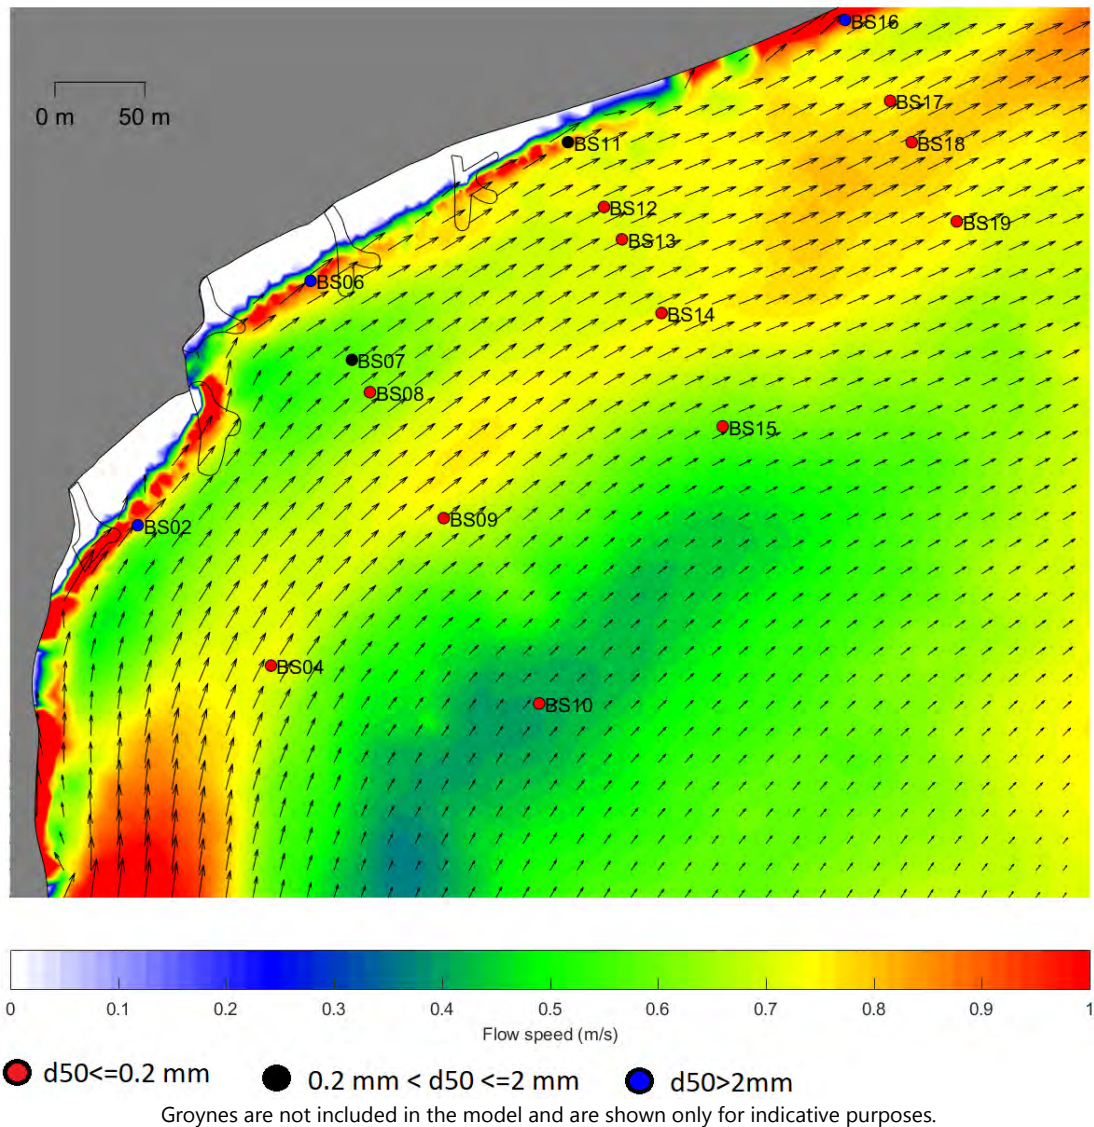 BS16
0 m 50 m
BS17
BS11
BS18
BS12
BS19
BS13
BS06
BS14
BS07
BS08
BS15
BS09
BS02
BS04
BS10
0 0.1 0.2 0.3 0.4 0.5 0.6 0.7 0.8 0.9 1
Flow speed (m/s)
d50<=0.2 mm 0.2 mm < d50 <=2 mm d50>2mm
Groynes are not included in the model and are shown only for indicative purposes.